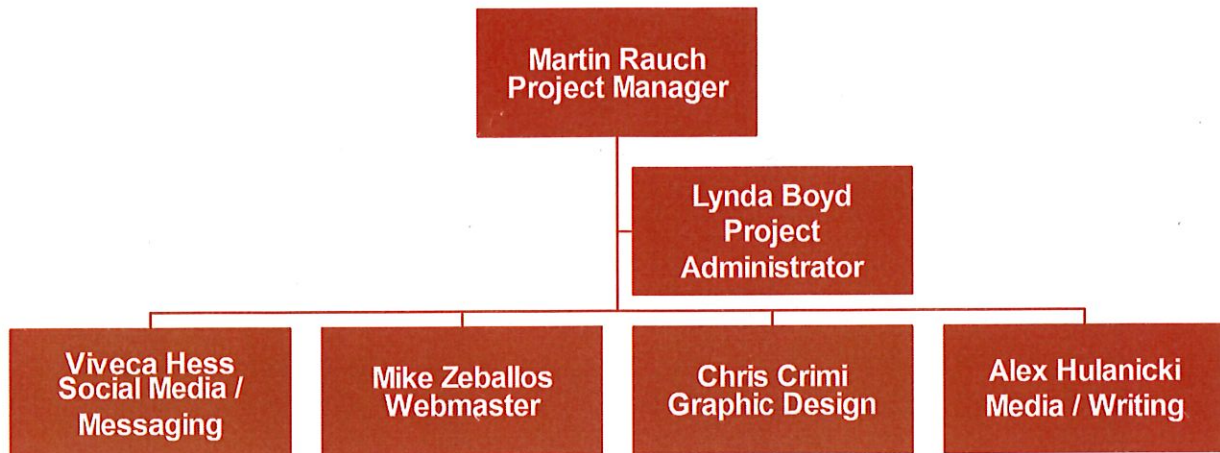 Martin Rauch
Project Manager
Lynda Boyd
Project
Administrator
Viveca Hess
Social Media /
Messaging
Mike Zeballos
Webmaster
Chris Crimi
Graphic Design
Alex Hulanicki
Media / Writing